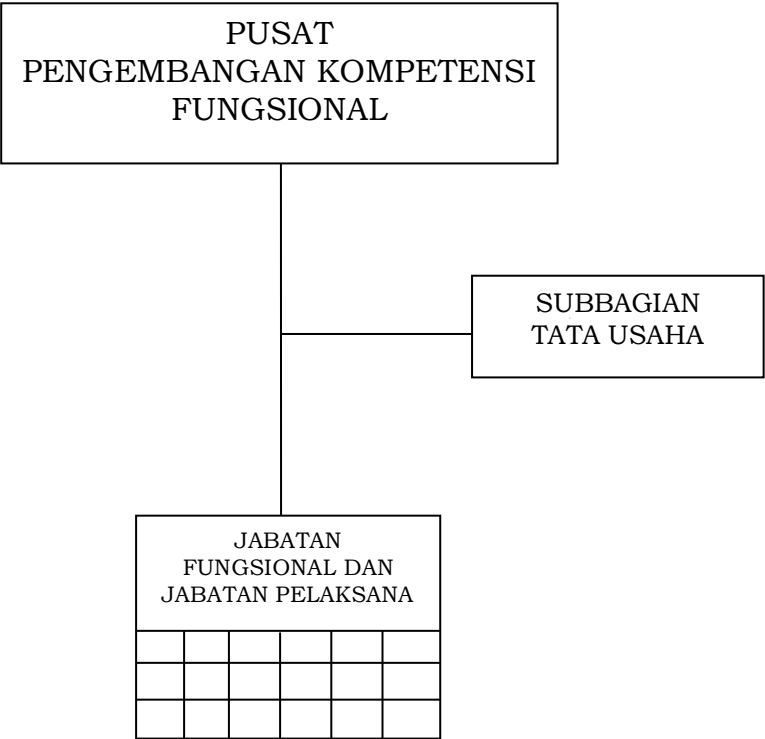 PUSAT
PENGEMBANGAN KOMPETENSI
FUNGSIONAL
SUBBAGIAN
TATA USAHA
JABATAN
FUNGSIONAL DAN
JABATAN PELAKSANA